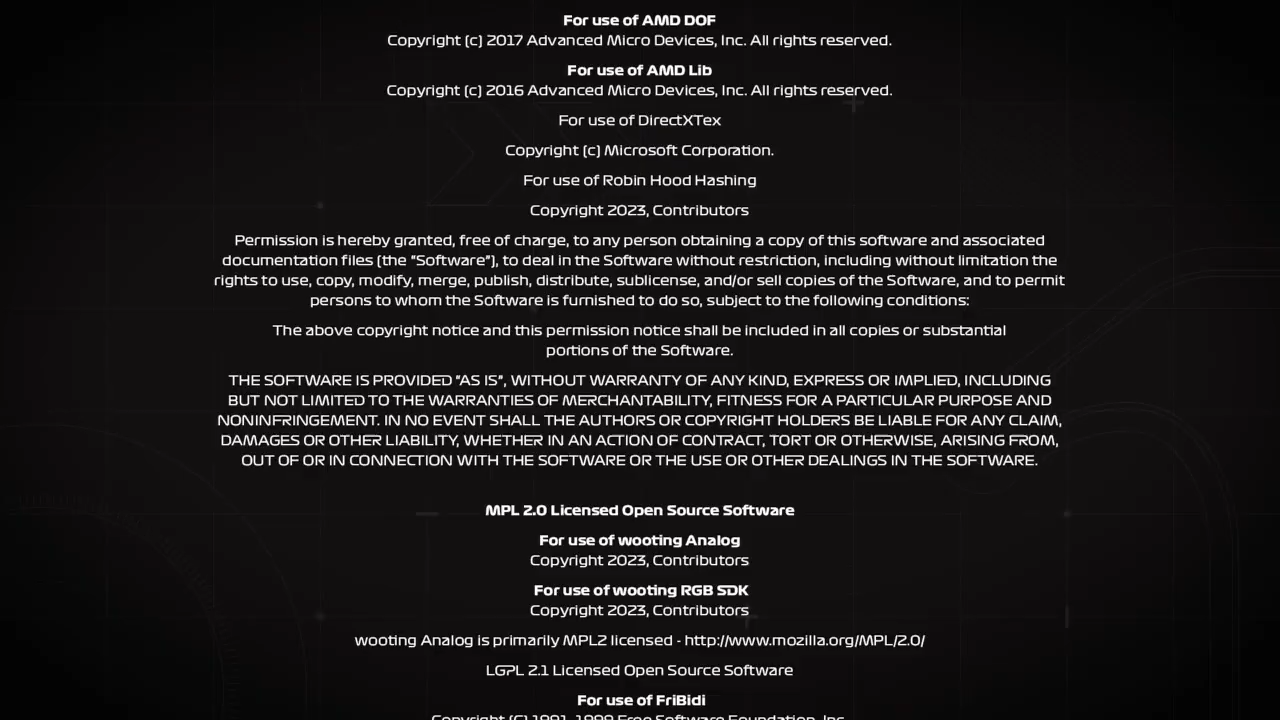 For use of AMD DOF
Copyright (c) 2017 Advanced Micro Devices, Inc. All rights reserved.
For use of AMD Lib
Copyright (c) 2016 Advanced Micro Devices, Inc. All rights reserved.
For use of DirectXTex
Copyright (c) Microsoft Corporation.
For use of Robin Hood Hashing
Copyright 2023, Contributors
Permission is hereby granted, free of charge, to any person obtaining a copy of this software and associated
documentation files (the "Software"), to deal in the Software without restriction, including without limitation the
rights to use, copy, modify, merge, publish, distribute, sublicense, and/or sell copies of the Software, and to permit
persons to whom the Software is furnished to do so, subject to the following conditions:
The above copyright notice and this permission notice shall be included in all copies or substantial
portions of the Software.
THE SOFTWARE IS PROVIDED "AS IS", WITHOUT WARRANTY OF ANY KIND, EXPRESS OR IMPLIED, INCLUDING
BUT NOT LIMITED TO THE WARRANTIES OF MERCHANTABILITY, FITNESS FOR A PARTICULAR PURPOSE AND
NONINFRINGEMENT. IN NO EVENT SHALL THE AUTHORS OR COPYRIGHT HOLDERS BE LIABLE FOR ANY CLAIM,
DAMAGES OR OTHER LIABILITY, WHETHER IN AN ACTION OF CONTRACT, TORT OR OTHERWISE, ARISING FROM,
OUT OF OR IN CONNECTION WITH THE SOFTWARE OR THE USE OR OTHER DEALINGS IN THE SOFTWARE.
MPL 2.0 Licensed Open Source Software
For use of wooting Analog
Copyright 2023, Contributors
For use of wooting RGB SDK
Copyright 2023, Contributors
wooting Analog is primarily MPL2 licensed - http://www.mozilla.org/MPL/2.0/
LGPL 2.1 Licensed Open Source Software
For use of FriBidi
Copyright (C) 1991, 1999 Free Software Foundation, Inc.